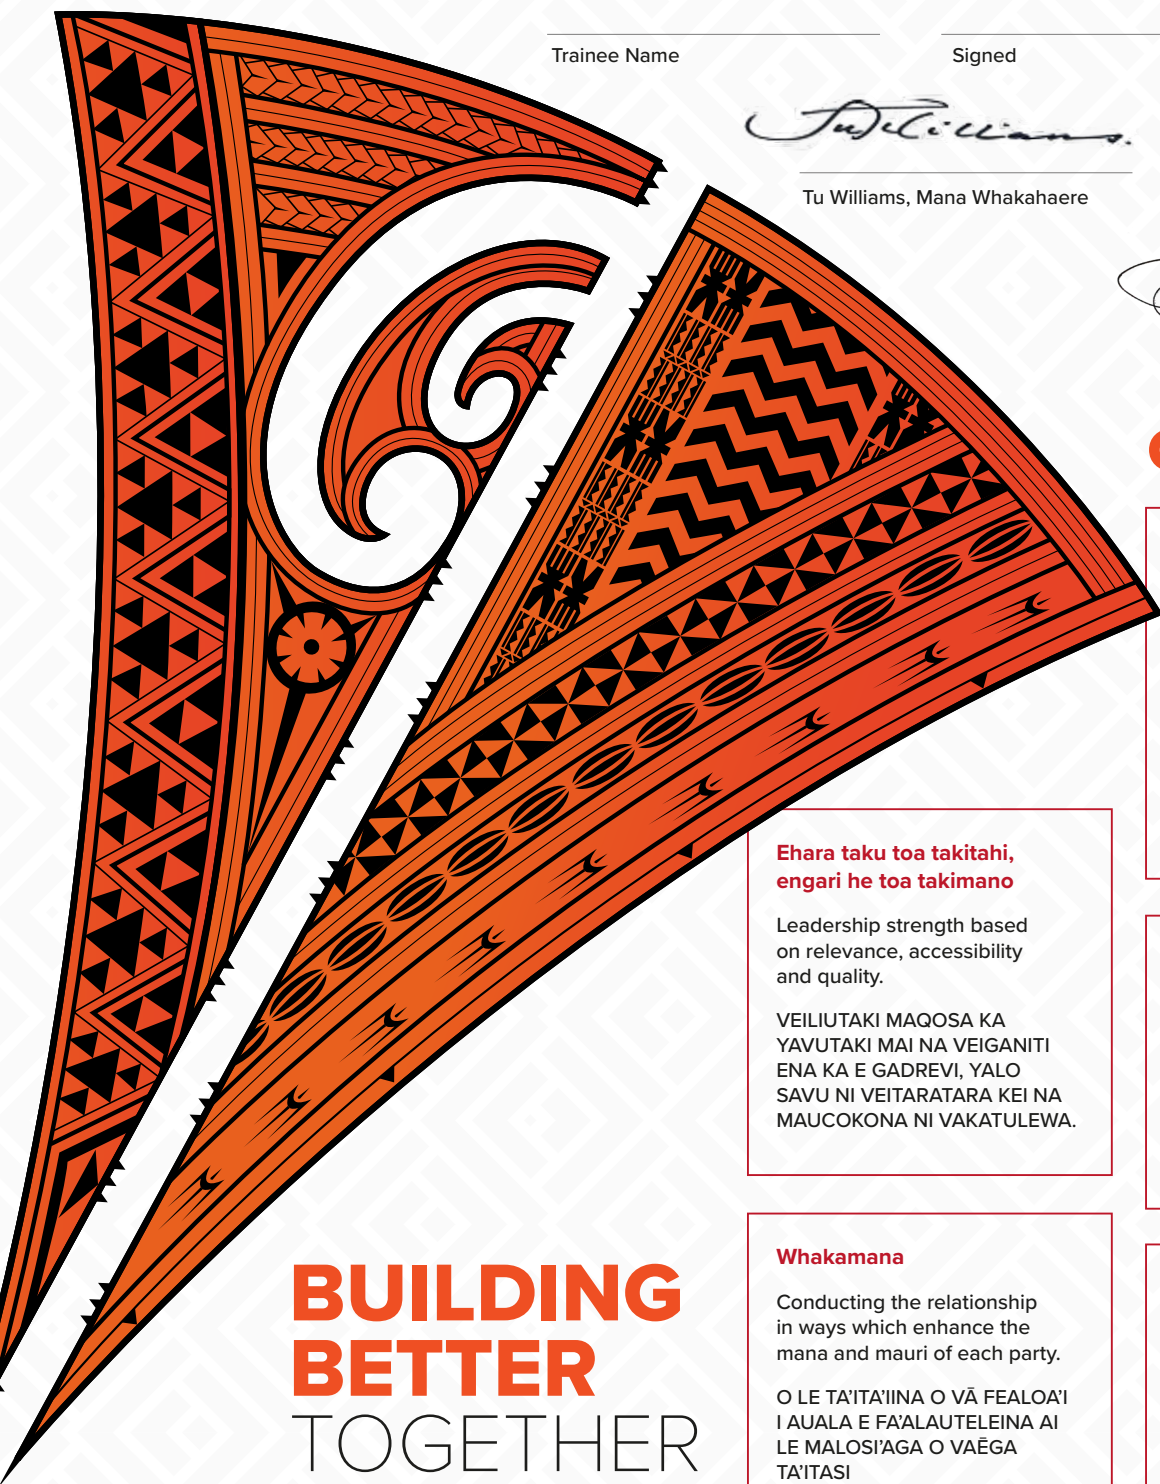 Trainee Name
Signed
Tu Williams.
Tu Williams, Mana Whakahaere
Ehara taku toa takitahi,
engari he toa takimano
Leadership strength based
on relevance, accessibility
and quality.
VEILIUTAKI MAQOSA KA
YAVUTAKI MAI NA VEIGANITI
ENA KA E GADREVI, YALO
SAVU NI VEITARATARA KEI NA
MAUCOKONA NI VAKATULEWA.
Whakamana
Conducting the relationship
in ways which enhance the
mana and mauri of each party.
O LE TA’ITA’IINA O VĀ FEALOA’I
I AUALA E FA’ALAUTELEINA AI
LE MALOSI’AGA O VAĒGA
TA’ITASI
BUILDING
BETTER
TOGETHER